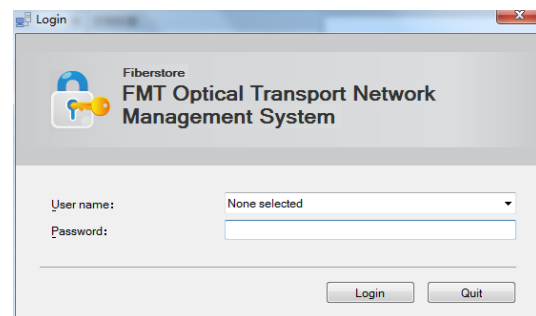 Login
Fiberstore
FMT Optical Transport Network
Management System
User name:
None selected
Password:
Login
Quit